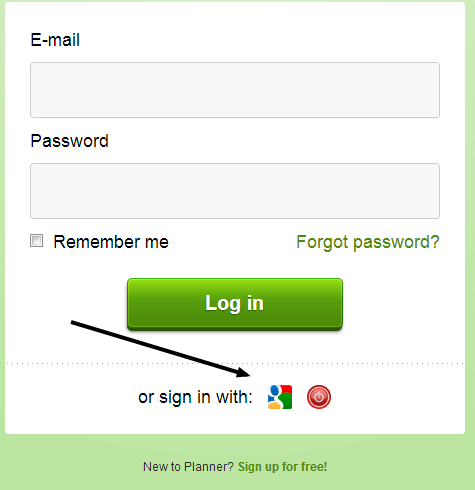 E-mail
Password
Remember me Forgot password?
Log in
or sign in with:
New to Planner? Sign up for free!